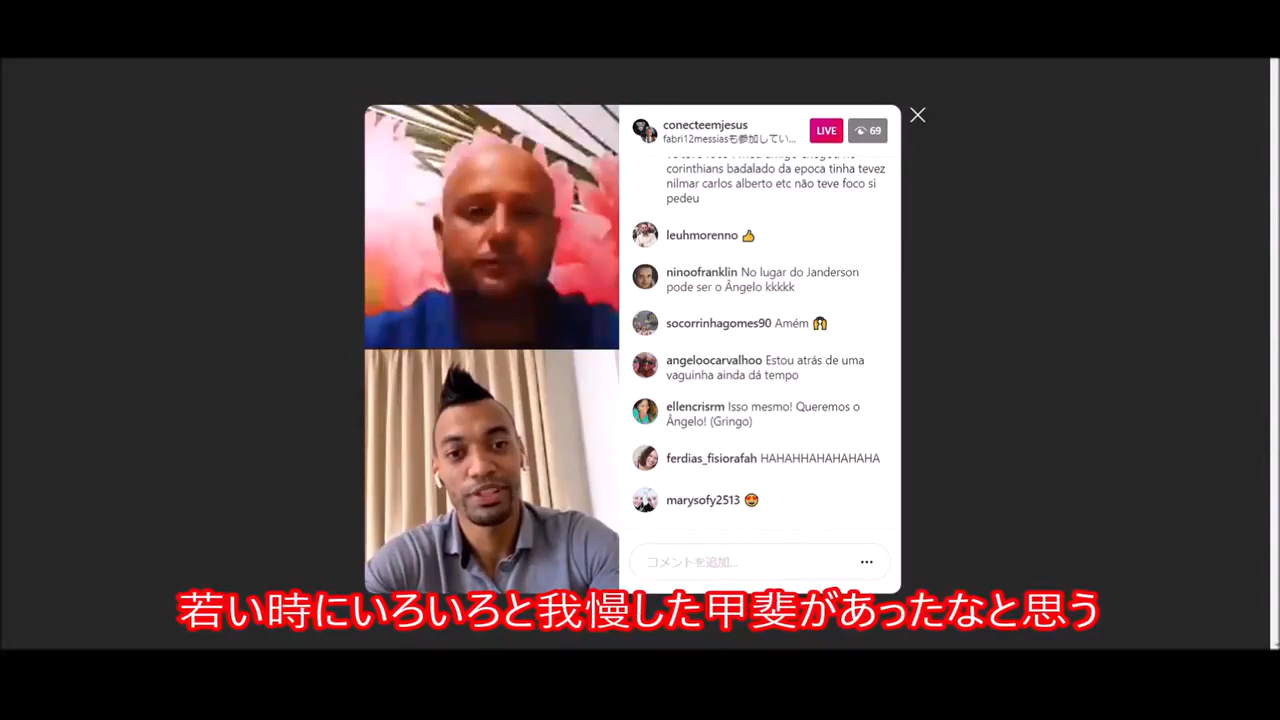 conecteemjesus
fabri12messiasも参加してい...
LIVE
69
corinthians badalado da epoca tinha tevez
nilmar carlos alberto etc não teve foco si
pedeu
leuhmorenno 👍
ninoofranklin No lugar do Janderson
pode ser o Ângelo kkkkk
socorrinhagomes90 Amém 🙌
angeloocarvalhoo Estou atrás de uma
vaguinha ainda dá tempo
ellencrisrm Isso mesmo! Queremos o
Ângelo! (Gringo)
ferdias_fisiorafah HAHAHHAHAHAHAHA
marysofy2513 😍
コメントを追加...
若い時にいろいろと我慢した甲斐があったなと思う